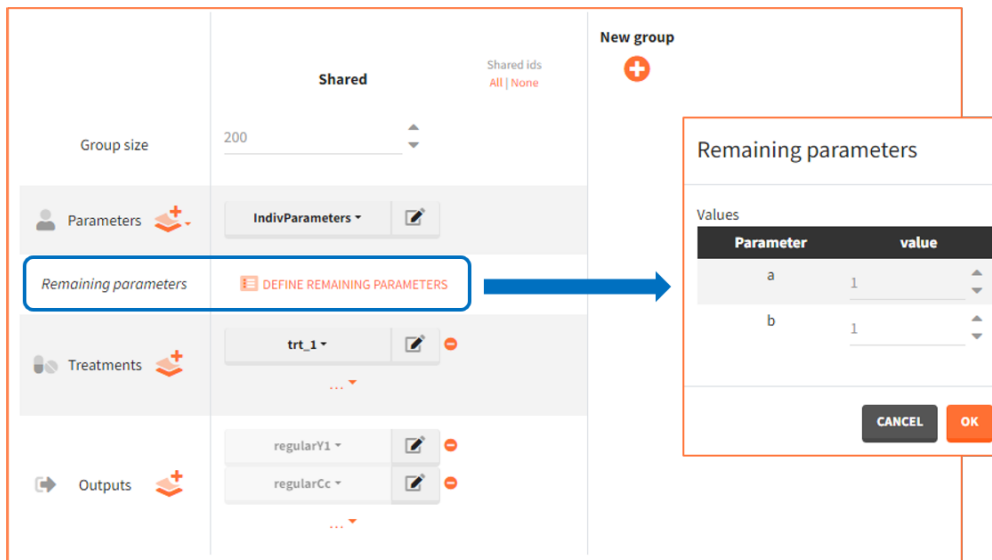 New group
Shared
Shared ids
All | None
Group size
200
Parameters
IndivParameters
Remaining parameters
DEFINE REMAINING PARAMETERS
Treatments
trt_1
...
Outputs
regularY1
regularCc
...
Remaining parameters
Values
Parameter value
a 1
b 1
CANCEL OK